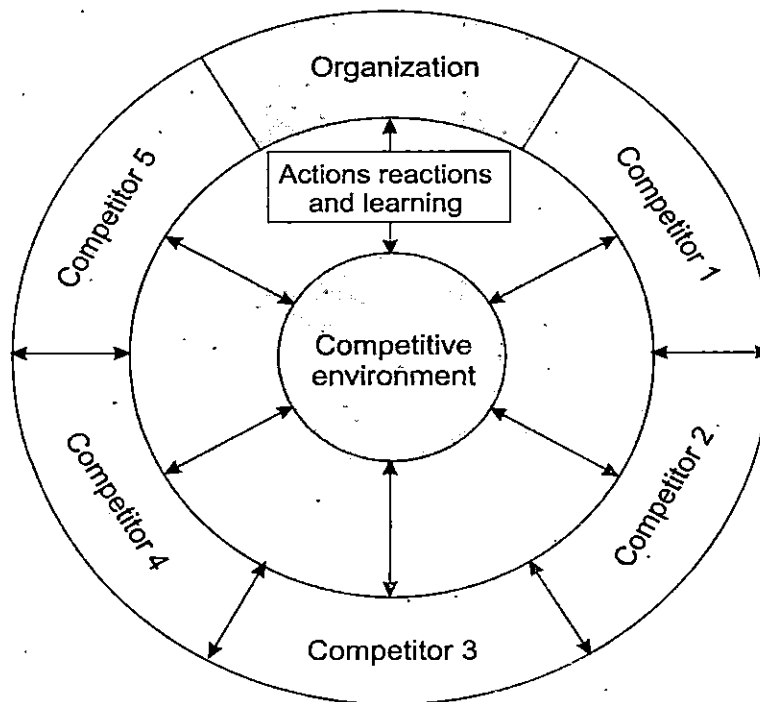 Organization
Competitor 5
Actions reactions
and learning
Competitor 1
Competitive
environment
Competitor 4
Competitor 2
Competitor 3